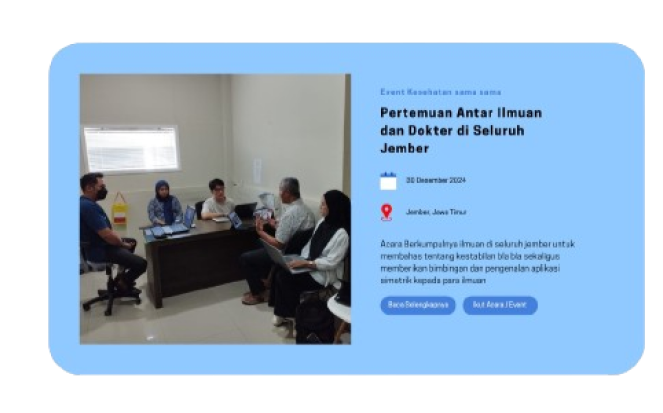 Event Kesehatan sama sama
Pertemuan Antar Ilmuan
dan Dokter di Seluruh
Jember
30 Desember 2024
Jember, Jawa Timur
Acara Berkumpulnya ilmuan di seluruh jember untuk
membahas tentang kestabilan bla bla sekaligus
memberikan bimbingan dan pengenalan aplikasi
simetrik kepada para ilmuan
Baca Selengkapnya
Ikut Acara / Event